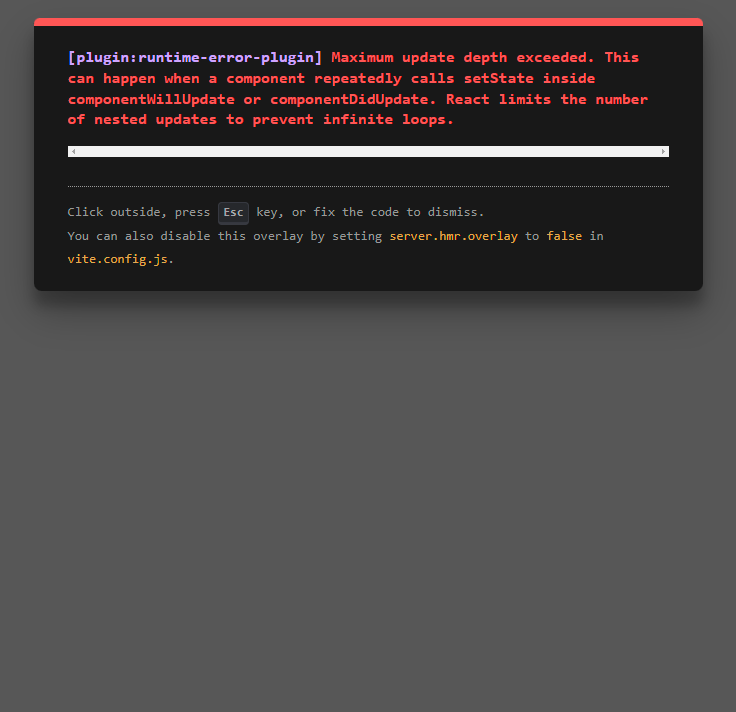 [plugin:runtime-error-plugin] Maximum update depth exceeded. This
can happen when a component repeatedly calls setState inside
componentWillUpdate or componentDidUpdate. React limits the number
of nested updates to prevent infinite loops.
Click outside, press Esc key, or fix the code to dismiss.
You can also disable this overlay by setting server.hmr.overlay to false in
vite.config.js.